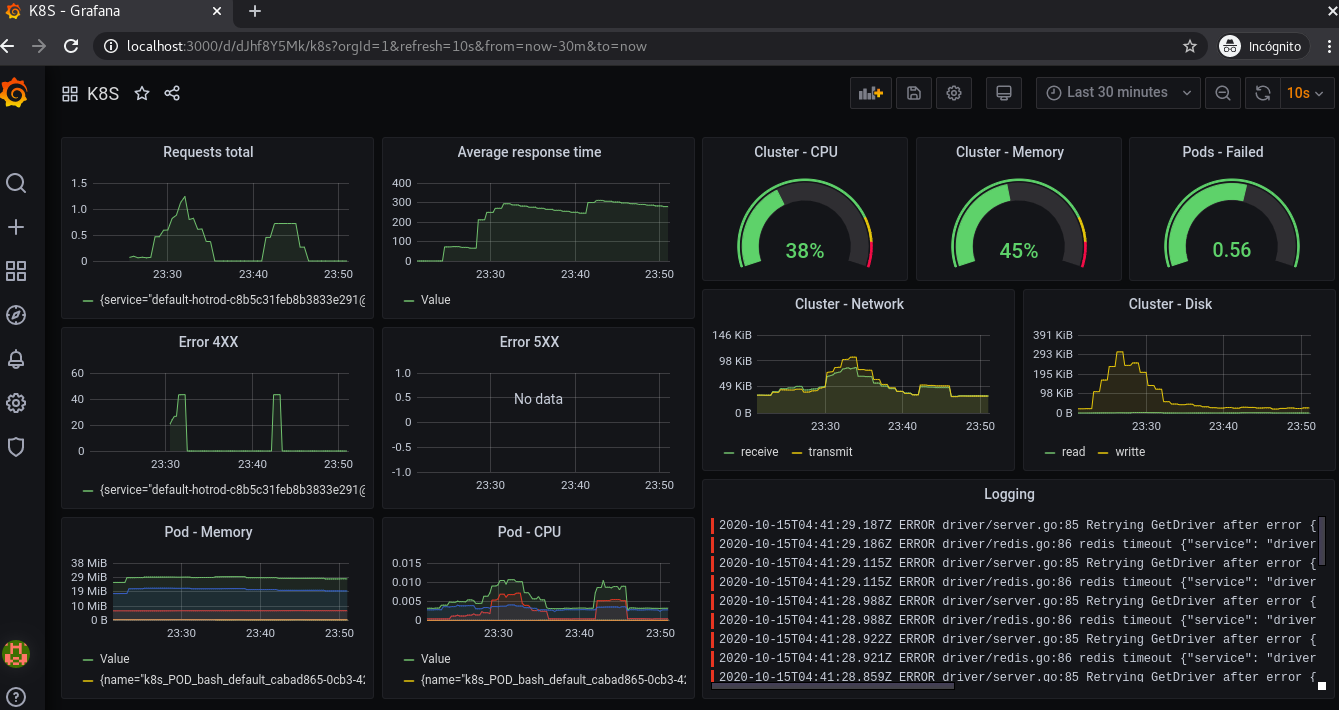 K8S - Grafana
localhost:3000/d/dJhf8Y5Mk/k8s?orgId=1&refresh=10s&from=now-30m&to=now
Incógnito
K8S
Last 30 minutes
10s
Requests total
1.5
1.0
0.5
0
23:30 23:40 23:50
{service="default-hotrod-c8b5c31feb8b3833e291@
Average response time
400
300
200
100
0
23:30 23:40 23:50
Value
Cluster - CPU
38%
Cluster - Memory
45%
Pods - Failed
0.56
Error 4XX
60
40
20
0
23:30 23:40 23:50
{service="default-hotrod-c8b5c31feb8b3833e291@
Error 5XX
1.0
0.5
0
-0.5
-1.0
No data
23:30 23:40 23:50
Cluster - Network
146 KiB
98 KiB
49 KiB
0 B
23:30 23:40 23:50
receive transmit
Cluster - Disk
391 KiB
293 KiB
195 KiB
98 KiB
0 B
23:30 23:40 23:50
read writte
Pod - Memory
38 MiB
29 MiB
19 MiB
10 MiB
0 B
23:30 23:40 23:50
Value
{name="k8s_POD_bash_default_cabad865-0cb3-42
Pod - CPU
0.015
0.010
0.005
0
23:30 23:40 23:50
Value
{name="k8s_POD_bash_default_cabad865-0cb3-42
Logging
2020-10-15T04:41:29.187Z ERROR driver/server.go:85 Retrying GetDriver after error {
2020-10-15T04:41:29.186Z ERROR driver/redis.go:86 redis timeout {"service": "driver
2020-10-15T04:41:29.115Z ERROR driver/server.go:85 Retrying GetDriver after error {
2020-10-15T04:41:29.115Z ERROR driver/redis.go:86 redis timeout {"service": "driver
2020-10-15T04:41:28.988Z ERROR driver/server.go:85 Retrying GetDriver after error {
2020-10-15T04:41:28.988Z ERROR driver/redis.go:86 redis timeout {"service": "driver
2020-10-15T04:41:28.922Z ERROR driver/server.go:85 Retrying GetDriver after error {
2020-10-15T04:41:28.921Z ERROR driver/redis.go:86 redis timeout {"service": "driver
2020-10-15T04:41:28.859Z ERROR driver/server.go:85 Retrying GetDriver after error {